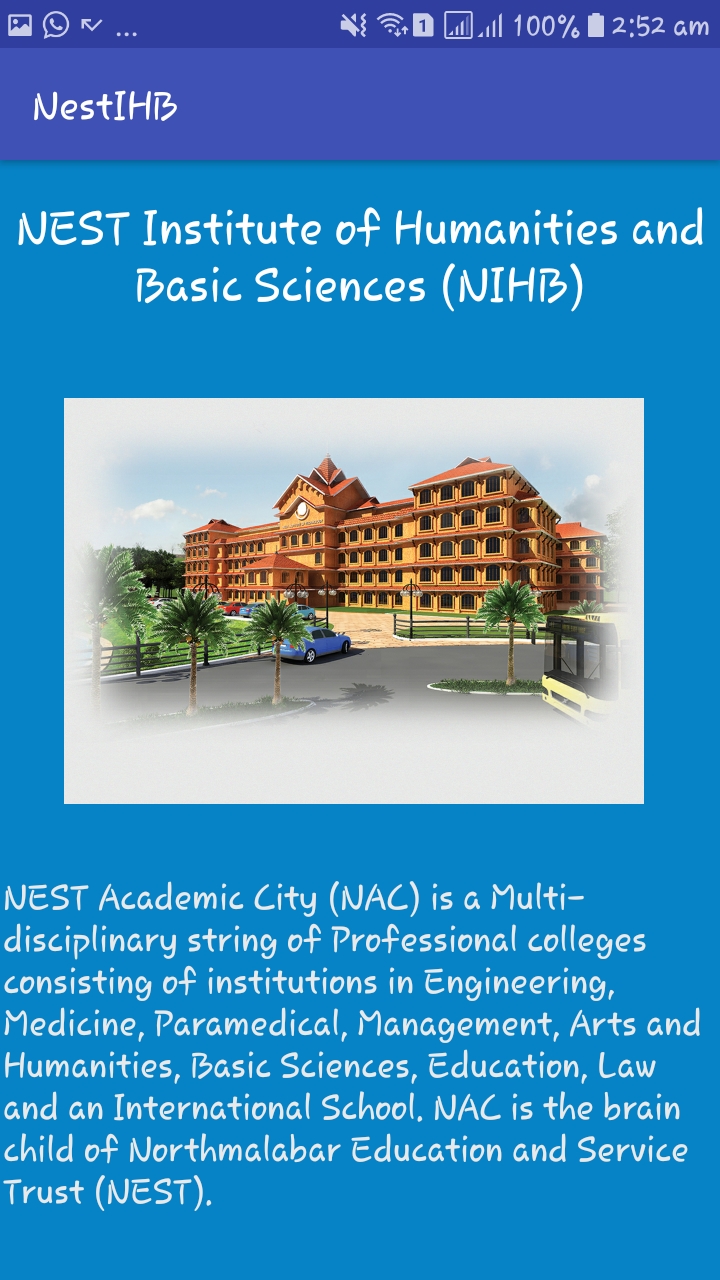 ... 1 100% 2:52 am
NestIHB
NEST Institute of Humanities and
Basic Sciences (NIHB)
NEST Academic City (NAC) is a Multi-
disciplinary string of Professional colleges
consisting of institutions in Engineering,
Medicine, Paramedical, Management, Arts and
Humanities, Basic Sciences, Education, Law
and an International School. NAC is the brain
child of Northmalabar Education and Service
Trust (NEST).